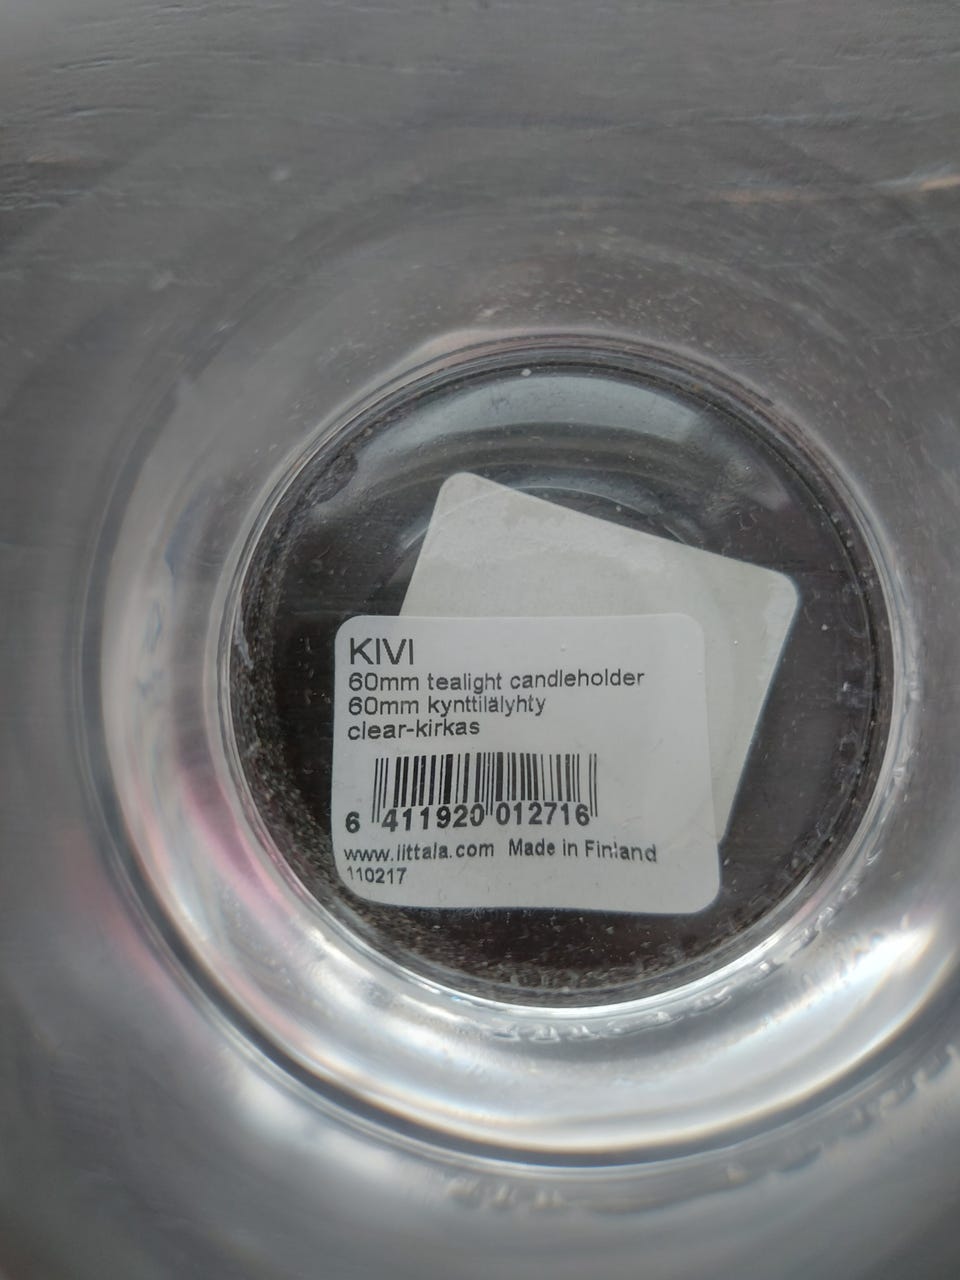 KIVI
60mm tealight candleholder
60mm kynttilälyhty
clear-kirkas
6 411920 012716
www.iittala.com Made in Finland
110217